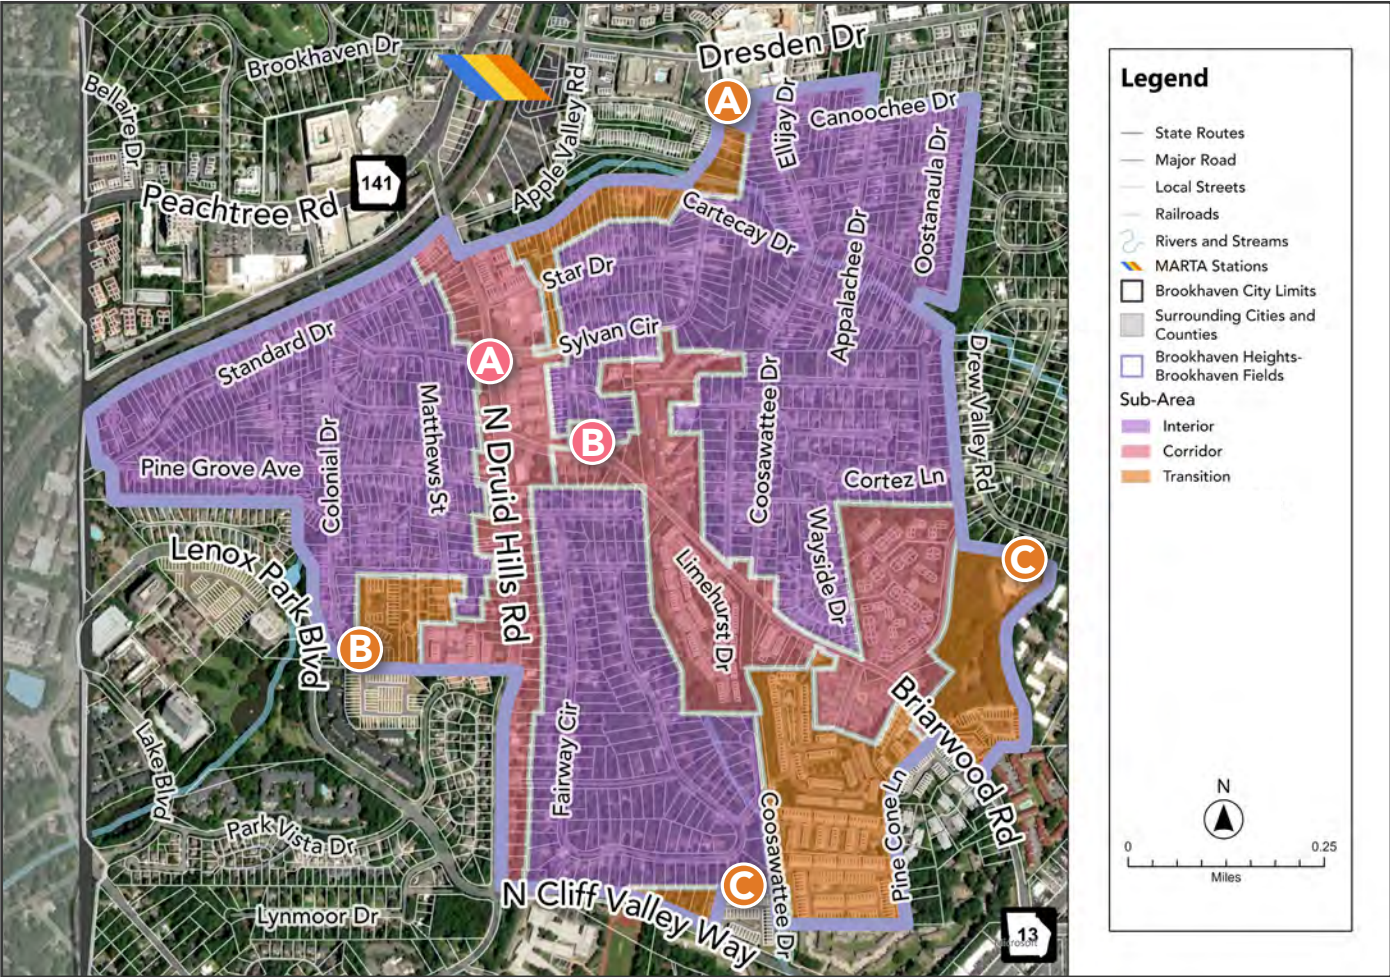 Dresden Dr
Brookhaven Dr
Bellaire Dr
Apple Valley Rd
A
Ellijay Dr
Canoochee Dr
Oostanaula Dr
141
Peachtree Rd
Cartecay Dr
Appalachee Dr
Star Dr
Standard Dr
Sylvan Cir
A
Drew Valley Rd
Matthews St
N Druid Hills Rd
Coosawattee Dr
B
Colonial Dr
Pine Grove Ave
Cortez Ln
Wayside Dr
Lenox Park Blvd
C
Limehurst Dr
B
Briarwood Rd
Fairway Cir
Lake Blvd
Pine Cone Ln
Coosawattee Dr
Park Vista Dr
C
N Cliff Valley Way
Lynmoor Dr
13
Microsoft
Legend
State Routes
Major Road
Local Streets
Railroads
Rivers and Streams
MARTA Stations
Brookhaven City Limits
Surrounding Cities and
Counties
Brookhaven Heights-
Brookhaven Fields
Sub-Area
Interior
Corridor
Transition
N
0
0.25
Miles